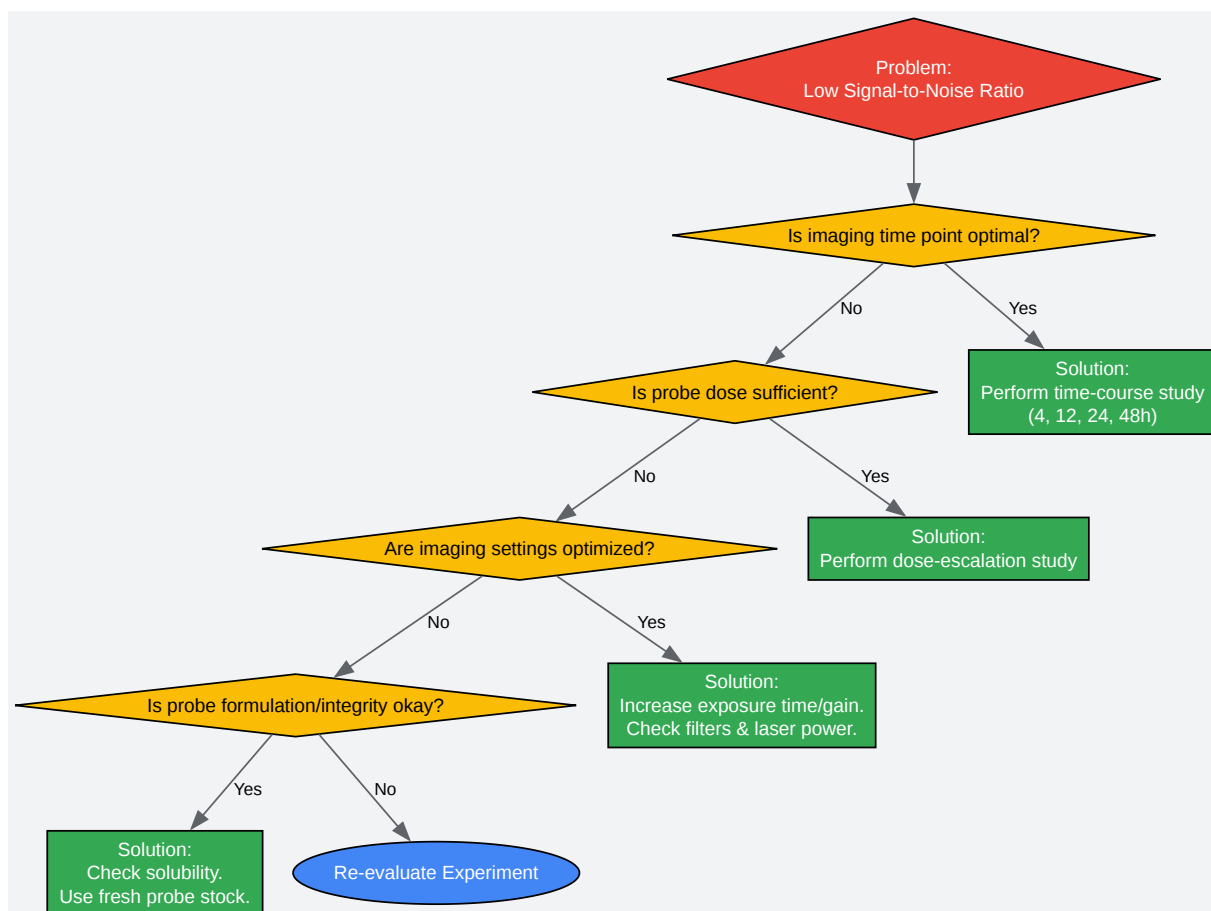 Problem:
Low Signal-to-Noise Ratio
Is imaging time point optimal?
No
Yes
Solution:
Perform time-course study
(4, 12, 24, 48h)
Is probe dose sufficient?
No
Yes
Solution:
Perform dose-escalation study
Are imaging settings optimized?
No
Yes
Solution:
Increase exposure time/gain.
Check filters & laser power.
Is probe formulation/integrity okay?
Yes
No
Solution:
Check solubility.
Use fresh probe stock.
Re-evaluate Experiment